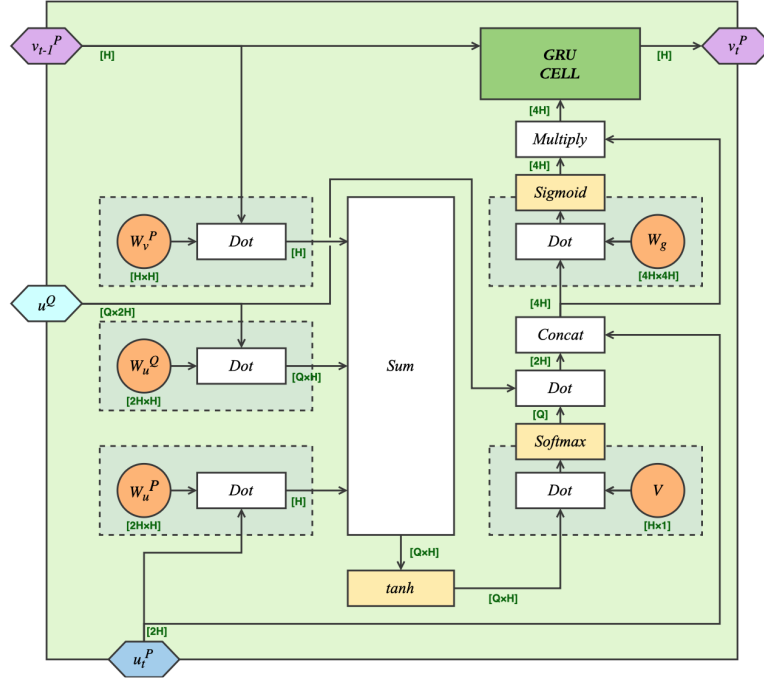 v_{t-1}^P
[H]
GRU
CELL
[H]
v_t^P
[4H]
Multiply
[4H]
Sigmoid
W_v^P
Dot
[H]
[H×H]
Dot
W_g
[4H×4H]
u^Q
[Q×2H]
[4H]
Concat
[2H]
W_u^Q
Dot
[Q×H]
[2H×H]
Sum
Dot
[Q]
Softmax
W_u^P
Dot
[H]
[2H×H]
Dot
V
[H×1]
[Q×H]
tanh
[Q×H]
[2H]
u_t^P